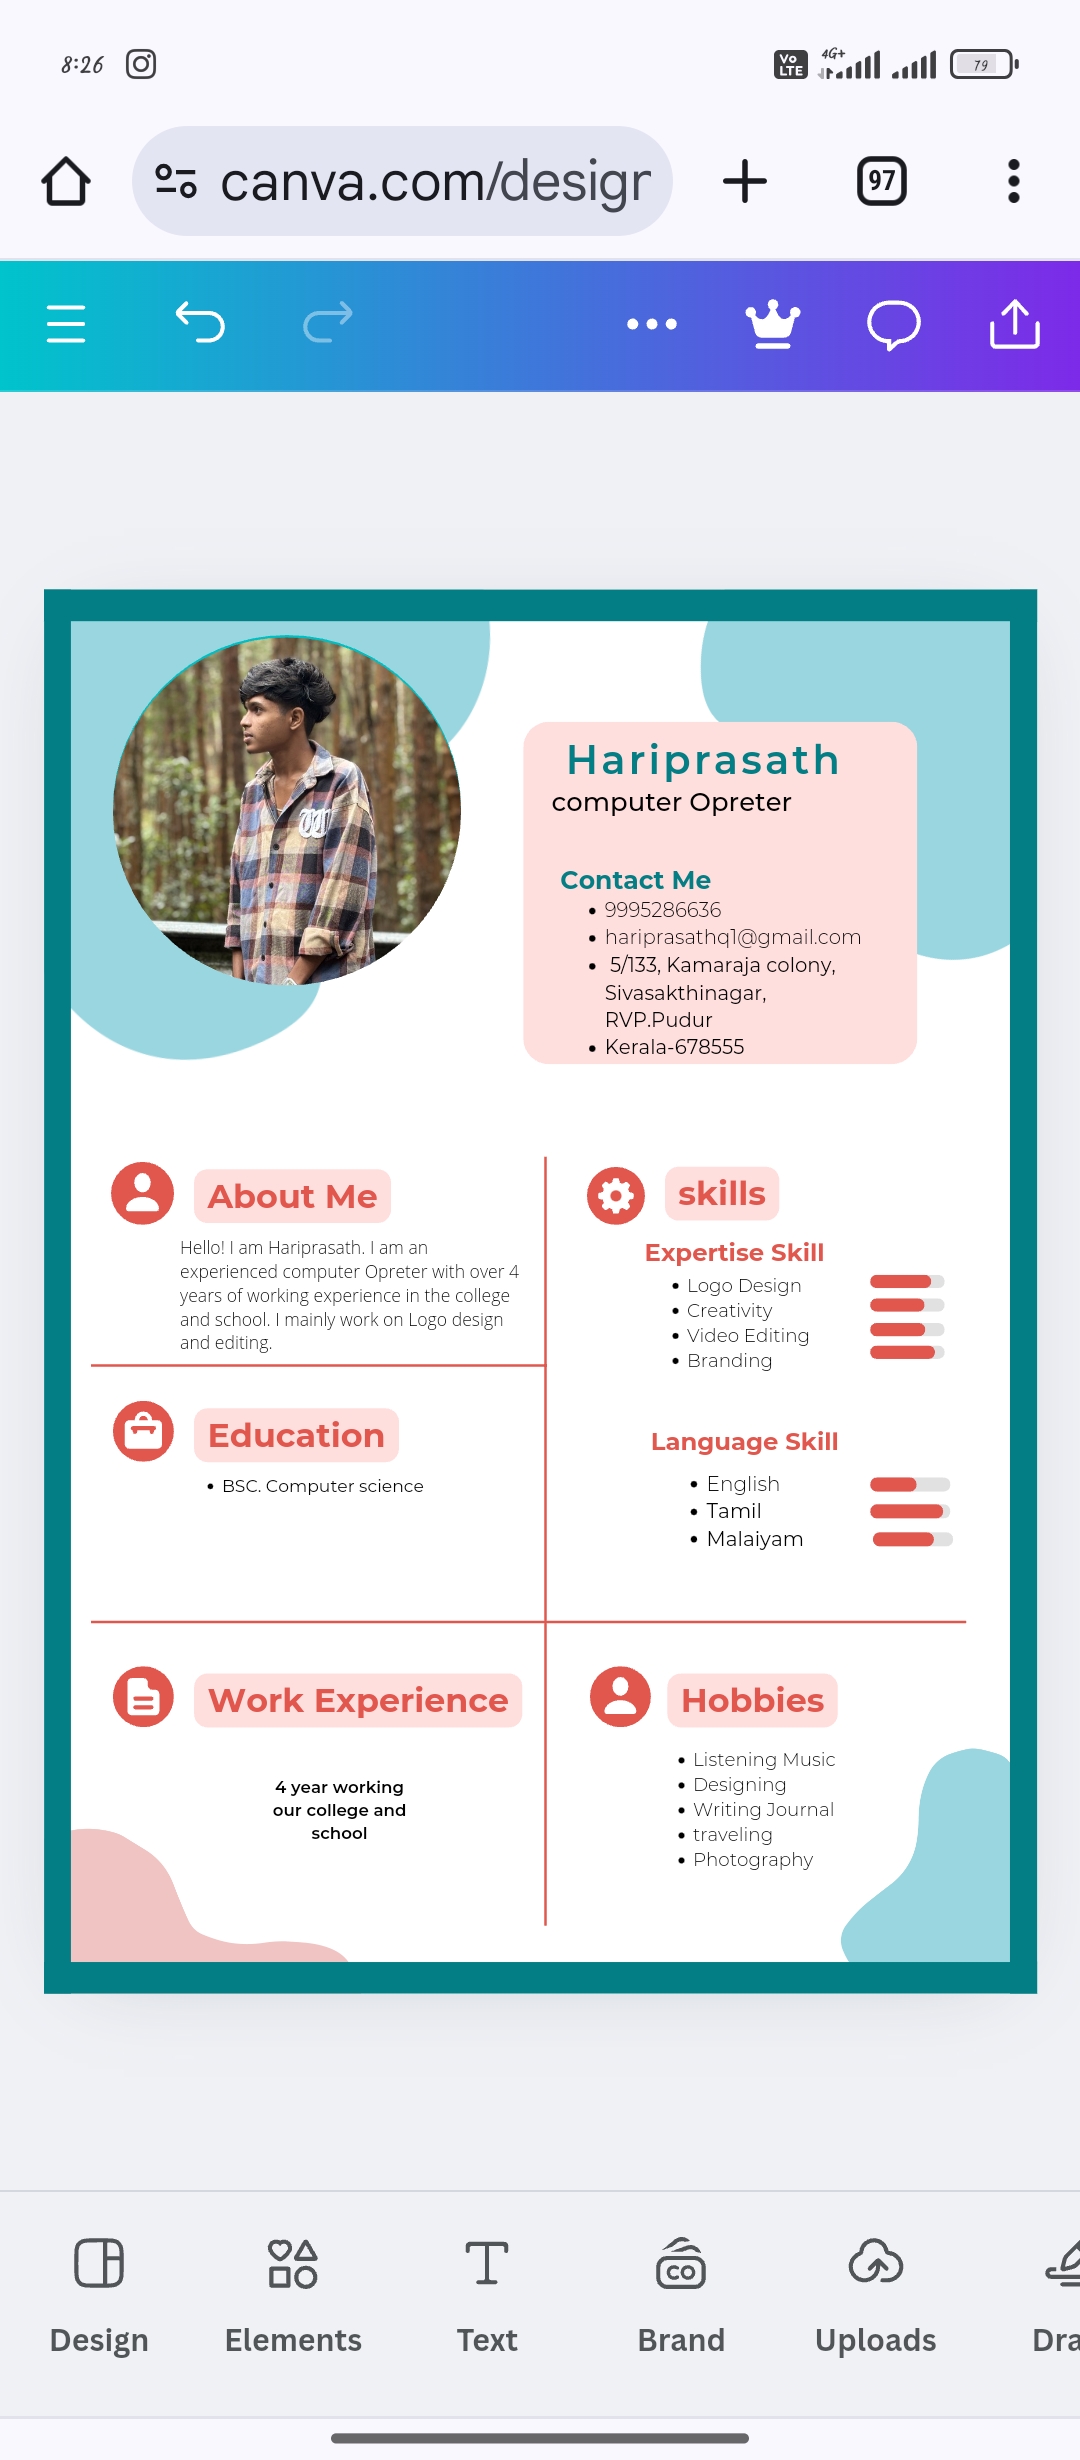 8:26
Vo
LTE
4G+
79
canva.com/design
97
Hariprasath
computer Opreter
Contact Me
9995286636
hariprasathq1@gmail.com
5/133, Kamaraja colony,
Sivasakthinagar,
RVP.Pudur
Kerala-678555
About Me
Hello! I am Hariprasath. I am an
experienced computer Opreter with over 4
years of working experience in the college
and school. I mainly work on Logo design
and editing.
skills
Expertise Skill
Logo Design
Creativity
Video Editing
Branding
Education
BSC. Computer science
Language Skill
English
Tamil
Malaiyam
Work Experience
4 year working
our college and
school
Hobbies
Listening Music
Designing
Writing Journal
traveling
Photography
Design
Elements
Text
CO
Brand
Uploads
Dra